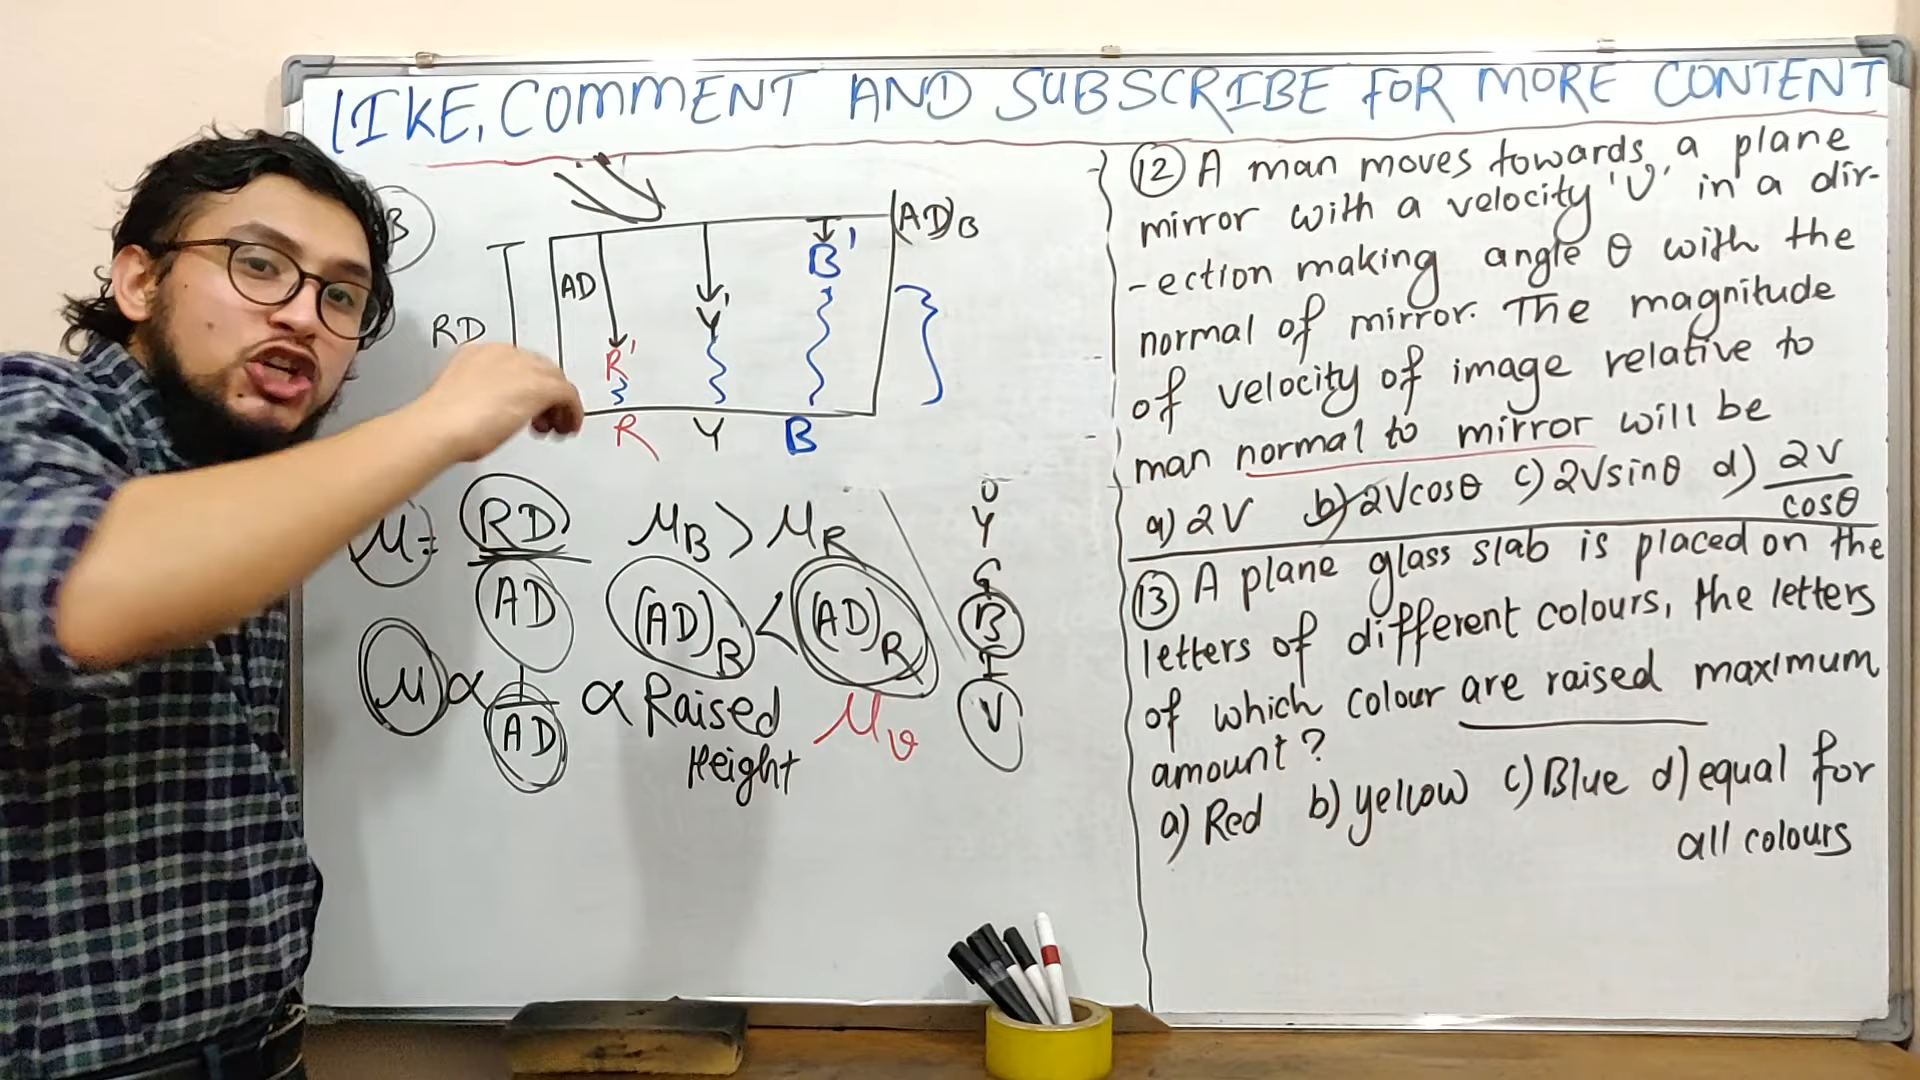 LIKE, COMMENT AND SUBSCRIBE FOR MORE CONTENT
(AD)B
AD
B'
RD
Y'
R'
R Y B
μ = RD / AD
μB > μR
(AD)B < (AD)R
μ ∝ 1 / AD ∝ Raised Height
μv
O
Y
G
B
I
V
12 A man moves towards a plane
mirror with a velocity 'V' in a dir-
-ection making angle θ with the
normal of mirror. The magnitude
of velocity of image relative to
man normal to mirror will be
a) 2V b) 2Vcosθ c) 2Vsinθ d) 2V / cosθ
13 A plane glass slab is placed on the
letters of different colours, the letters
of which colour are raised maximum
amount?
a) Red b) yellow c) Blue d) equal for
all colours